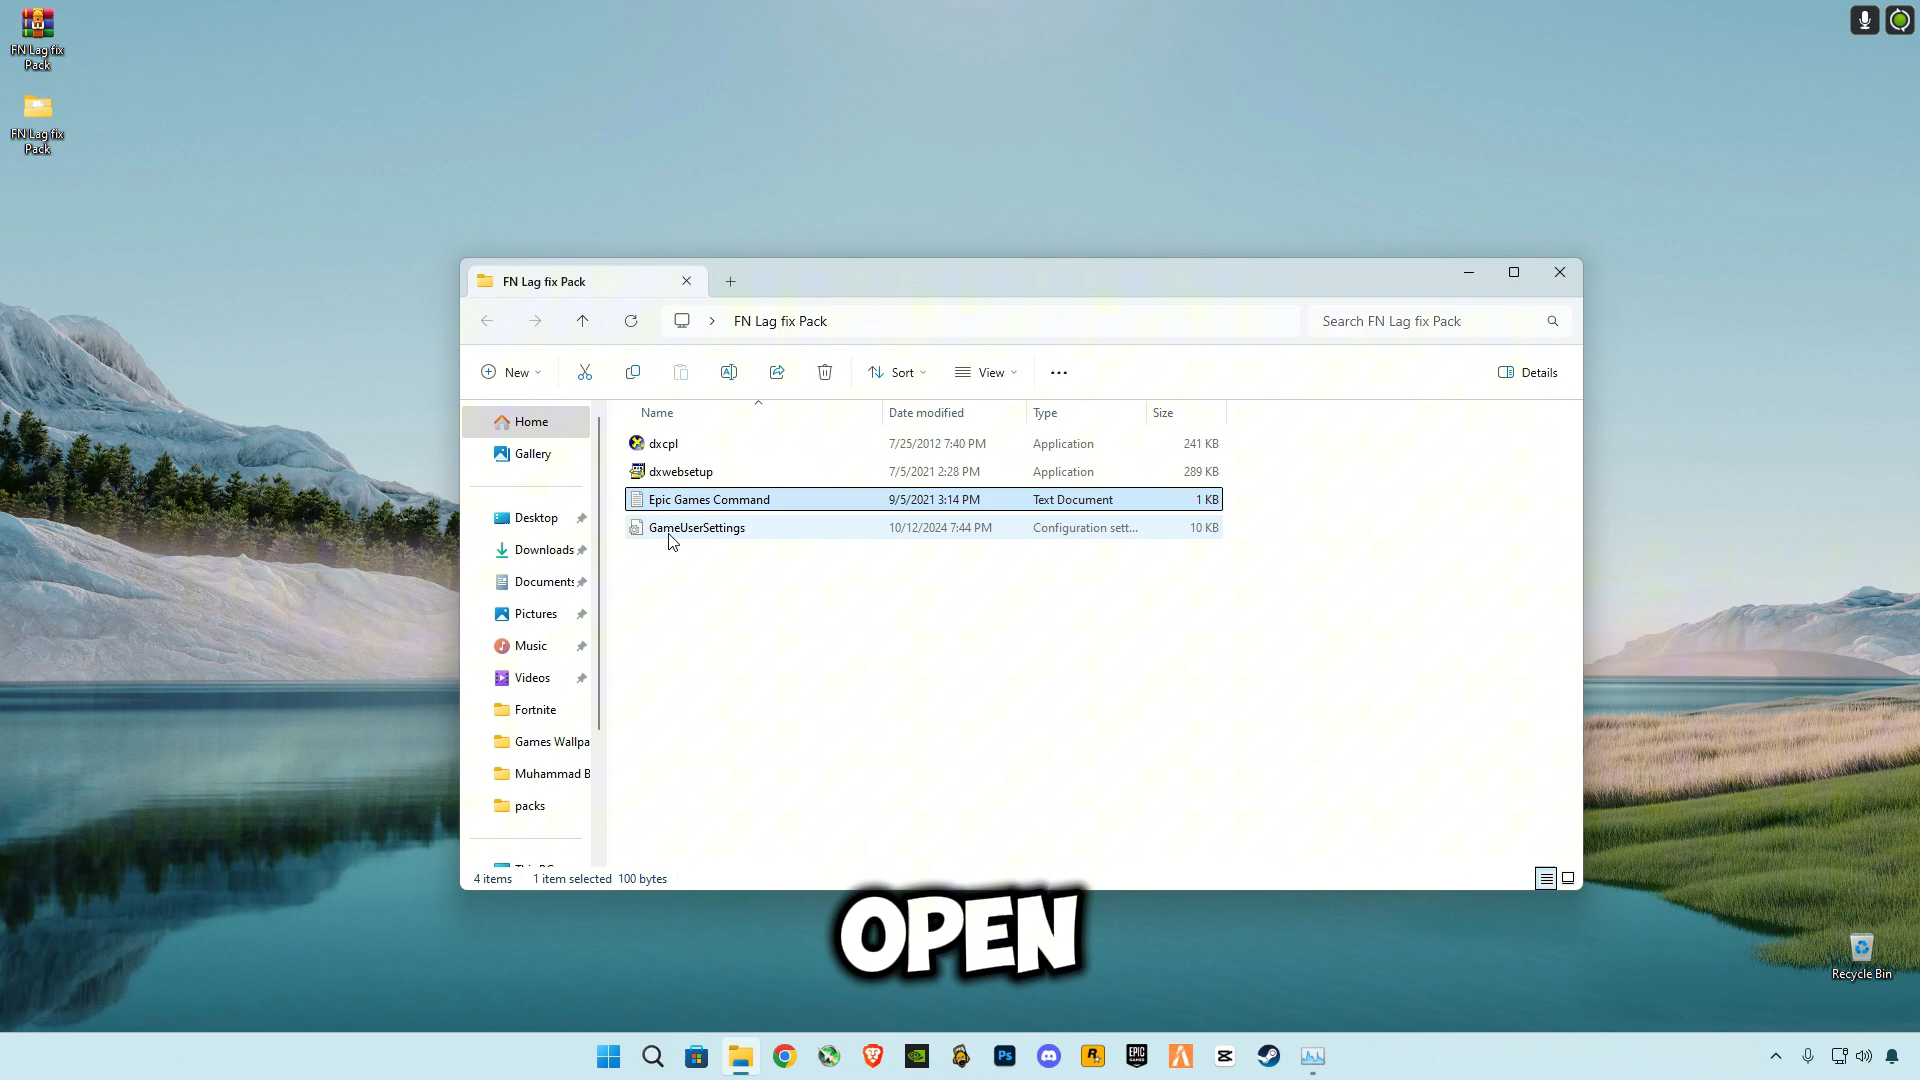 FN Lag fix
Pack
FN Lag fix
Pack
FN Lag fix Pack
FN Lag fix Pack
Search FN Lag fix Pack
New
Sort
View
Details
Home
Gallery
Desktop
Downloads
Documents
Pictures
Music
Videos
Fortnite
Games Wallpa
Muhammad B
packs
Name Date modified Type Size
dxcpl 7/25/2012 7:40 PM Application 241 KB
dxwebsetup 7/5/2021 2:28 PM Application 289 KB
Epic Games Command 9/5/2021 3:14 PM Text Document 1 KB
GameUserSettings 10/12/2024 7:44 PM Configuration sett... 10 KB
4 items 1 item selected 100 bytes
OPEN
Recycle Bin
Ps
EPIC
GAMES